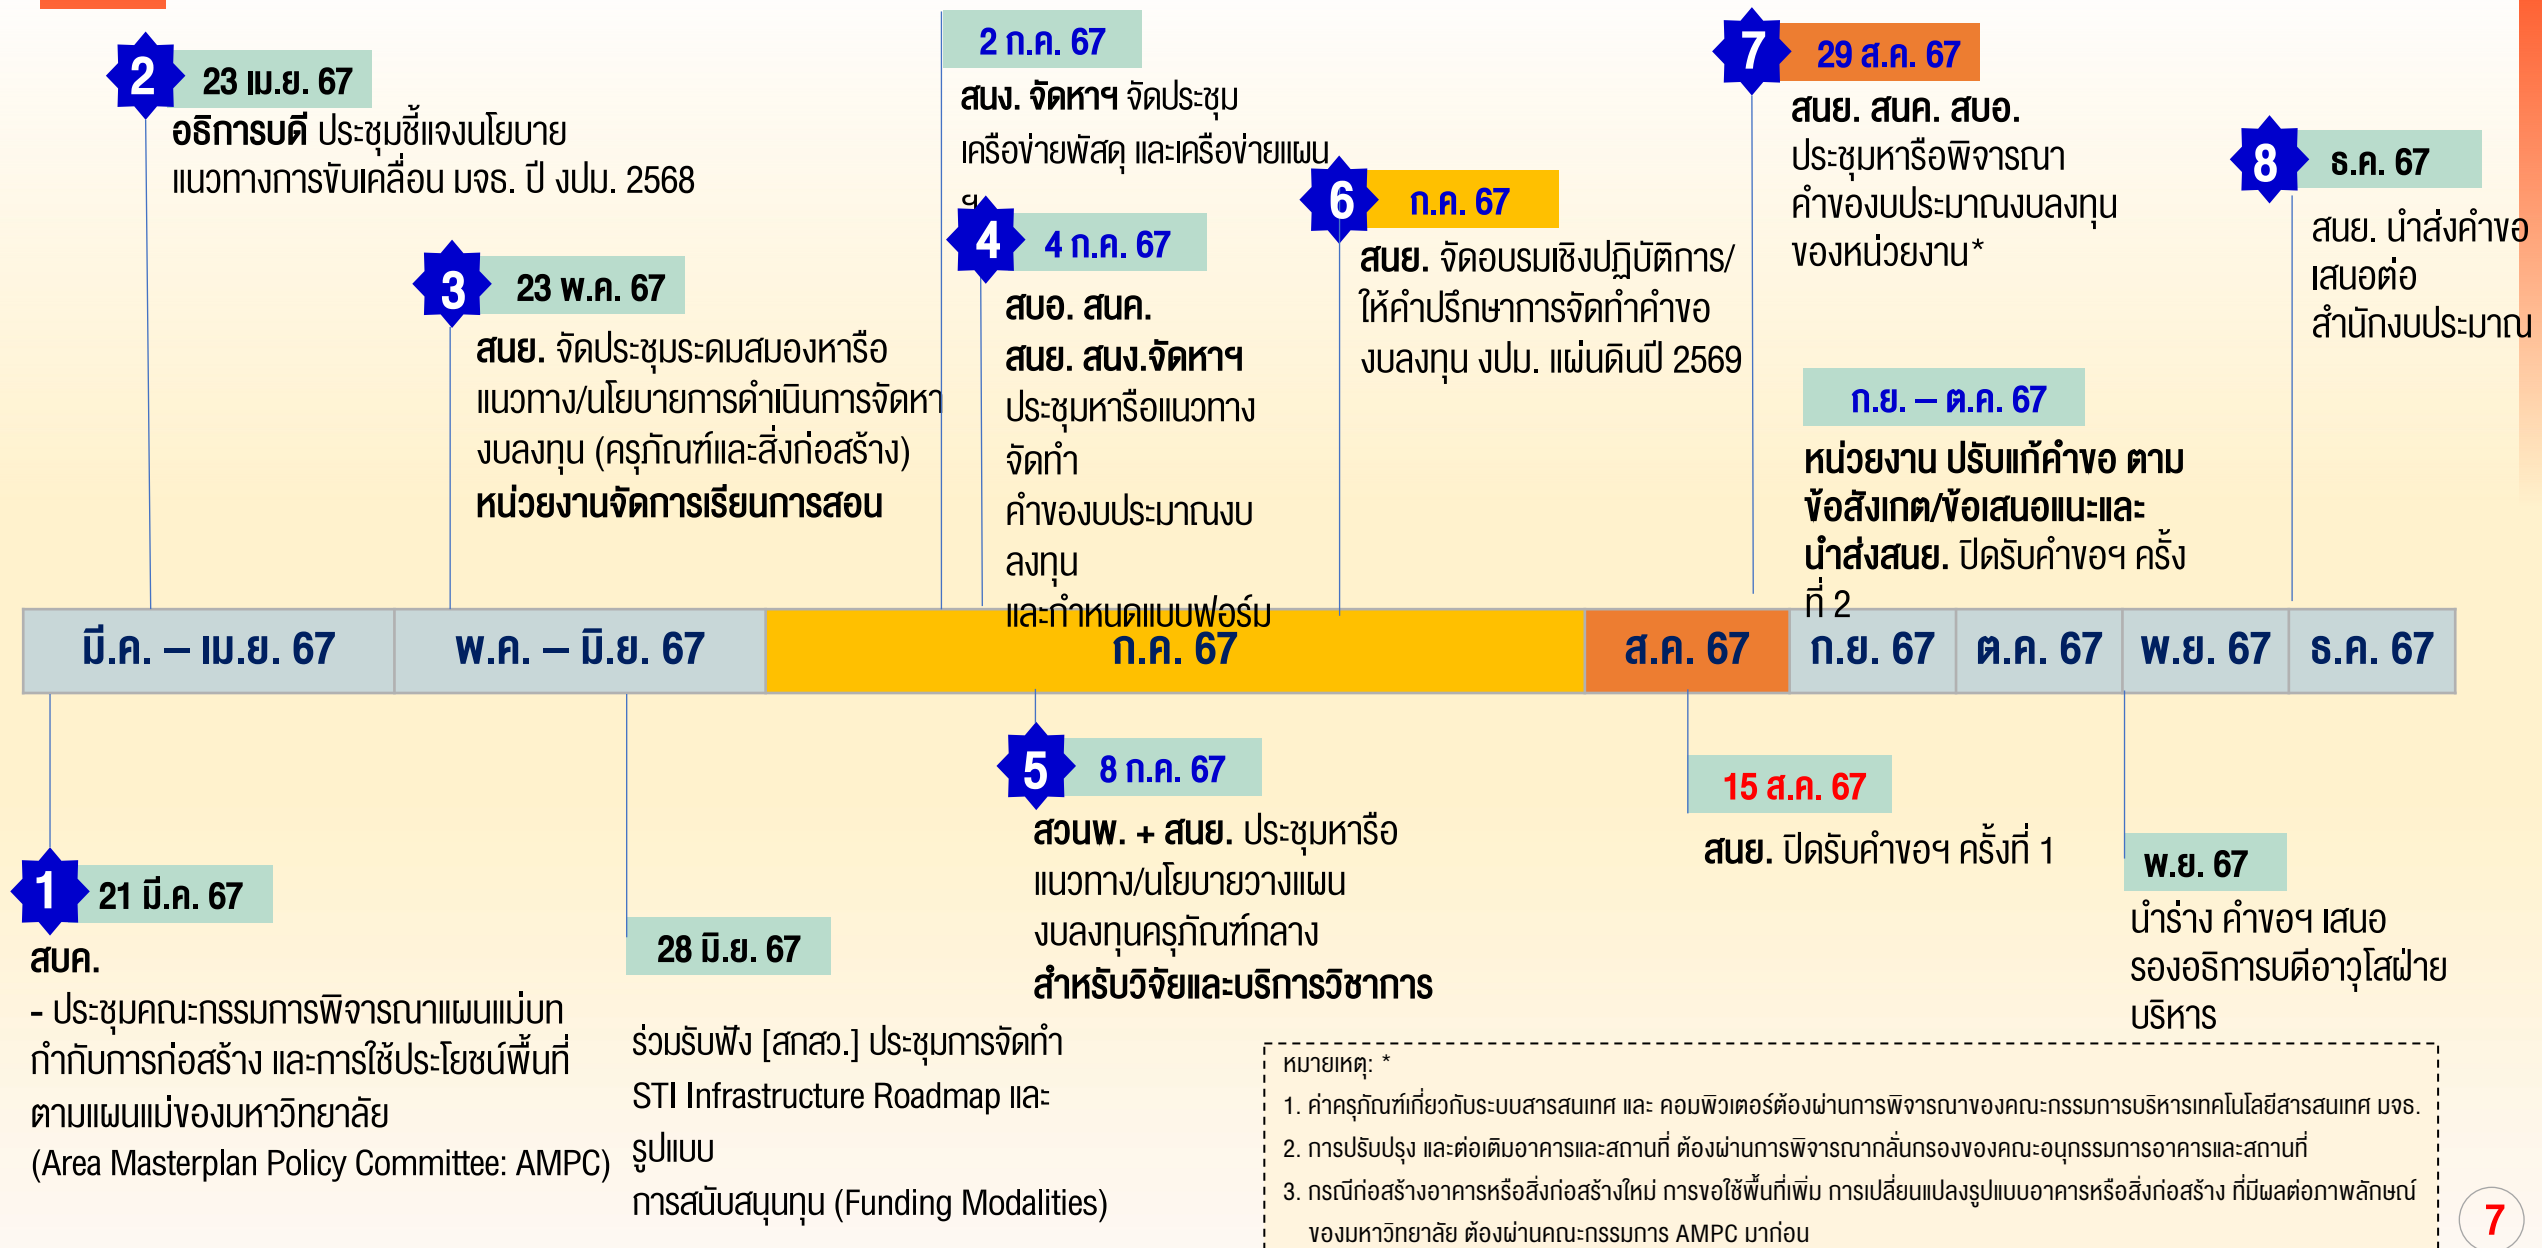 2
23 เม.ย. 67
อธิการบดี ประชุมชี้แจงนโยบาย
แนวทางการขับเคลื่อน มจธ. ปี งปม. 2568
3
23 พ.ค. 67
สนย. จัดประชุมระดมสมองหารือ
แนวทาง/นโยบายการดำเนินการจัดหา
งบลงทุน (ครุภัณฑ์และสิ่งก่อสร้าง)
หน่วยงานจัดการเรียนการสอน
2 ก.ค. 67
สนง. จัดหาฯ จัดประชุม
เครือข่ายพัสดุ และเครือข่ายแผน
ฯ
4
4 ก.ค. 67
สบอ. สนค.
สนย. สนง.จัดหาฯ
ประชุมหารือแนวทาง
จัดทำ
คำของบประมาณงบ
ลงทุน
และกำหนดแบบฟอร์ม
6
ก.ค. 67
สนย. จัดอบรมเชิงปฏิบัติการ/
ให้คำปรึกษาการจัดทำคำขอ
งบลงทุน งปม. แผ่นดินปี 2569
7
29 ส.ค. 67
สนย. สนค. สบอ.
ประชุมหารือพิจารณา
คำของบประมาณงบลงทุน
ของหน่วยงาน*
ก.ย. – ต.ค. 67
หน่วยงาน ปรับแก้คำขอ ตาม
ข้อสังเกต/ข้อเสนอแนะและ
นำส่งสนย. ปิดรับคำขอฯ ครั้ง
ที่ 2
8
ธ.ค. 67
สนย. นำส่งคำขอ
เสนอต่อ
สำนักงบประมาณ
มี.ค. – เม.ย. 67
พ.ค. – มิ.ย. 67
ก.ค. 67
ส.ค. 67
ก.ย. 67
ต.ค. 67
พ.ย. 67
ธ.ค. 67
1
21 มี.ค. 67
สบค.
- ประชุมคณะกรรมการพิจารณาแผนแม่บท
กำกับการก่อสร้าง และการใช้ประโยชน์พื้นที่
ตามแผนแม่ของมหาวิทยาลัย
(Area Masterplan Policy Committee: AMPC)
28 มิ.ย. 67
ร่วมรับฟัง [สกสว.] ประชุมการจัดทำ
STI Infrastructure Roadmap และ
รูปแบบ
การสนับสนุนทุน (Funding Modalities)
5
8 ก.ค. 67
สวนพ. + สนย. ประชุมหารือ
แนวทาง/นโยบายวางแผน
งบลงทุนครุภัณฑ์กลาง
สำหรับวิจัยและบริการวิชาการ
15 ส.ค. 67
สนย. ปิดรับคำขอฯ ครั้งที่ 1
พ.ย. 67
นำร่าง คำขอฯ เสนอ
รองอธิการบดีอาวุโสฝ่าย
บริหาร
หมายเหตุ: *
1. ค่าครุภัณฑ์เกี่ยวกับระบบสารสนเทศ และ คอมพิวเตอร์ต้องผ่านการพิจารณาของคณะกรรมการบริหารเทคโนโลยีสารสนเทศ มจธ.
2. การปรับปรุง และต่อเติมอาคารและสถานที่ ต้องผ่านการพิจารณากลั่นกรองของคณะอนุกรรมการอาคารและสถานที่
3. กรณีก่อสร้างอาคารหรือสิ่งก่อสร้างใหม่ การขอใช้พื้นที่เพิ่ม การเปลี่ยนแปลงรูปแบบอาคารหรือสิ่งก่อสร้าง ที่มีผลต่อภาพลักษณ์
ของมหาวิทยาลัย ต้องผ่านคณะกรรมการ AMPC มาก่อน
7